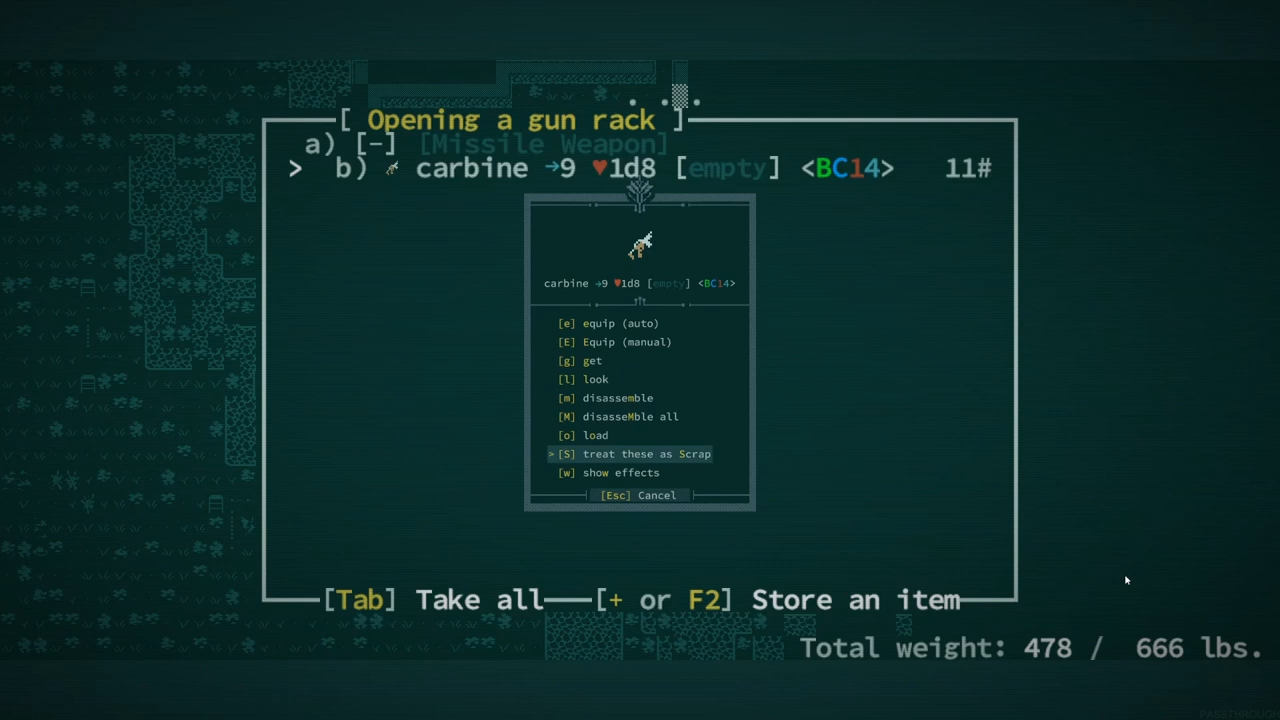 [ Opening a gun rack ]
a) [-] [Missile Weapon]
> b) carbine →9 ♥1d8 [empty] <BC14> 11#
carbine →9 ♥1d8 [empty] <BC14>
[e] equip (auto)
[E] Equip (manual)
[g] get
[l] look
[m] disassemble
[M] disasseMble all
[o] load
> [S] treat these as Scrap
[w] show effects
[Esc] Cancel
[Tab] Take all [+ or F2] Store an item
Total weight: 478 / 666 lbs.